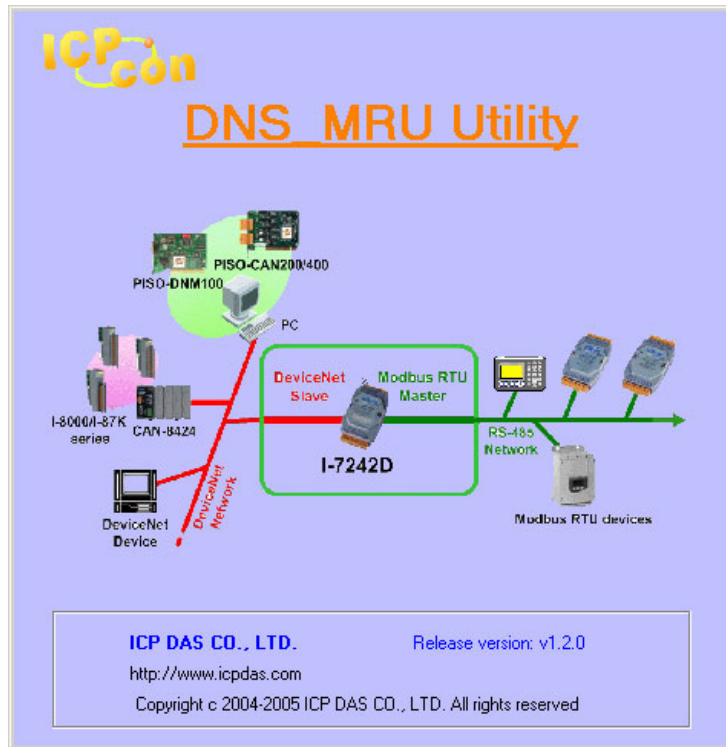 ICP
con
DNS_MRU Utility
PISO-CAN200/400
PISO-DNM100
PC
DeviceNet
Slave
Modbus RTU
Master
I-8000/I-87K
series
CAN-8424
RS-485
Network
I-7242D
DeviceNet
Network
DeviceNet
Device
Modbus RTU devices
ICP DAS CO., LTD.
Release version: v1.2.0
http://www.icpdas.com
Copyright c 2004-2005 ICP DAS CO., LTD. All rights reserved